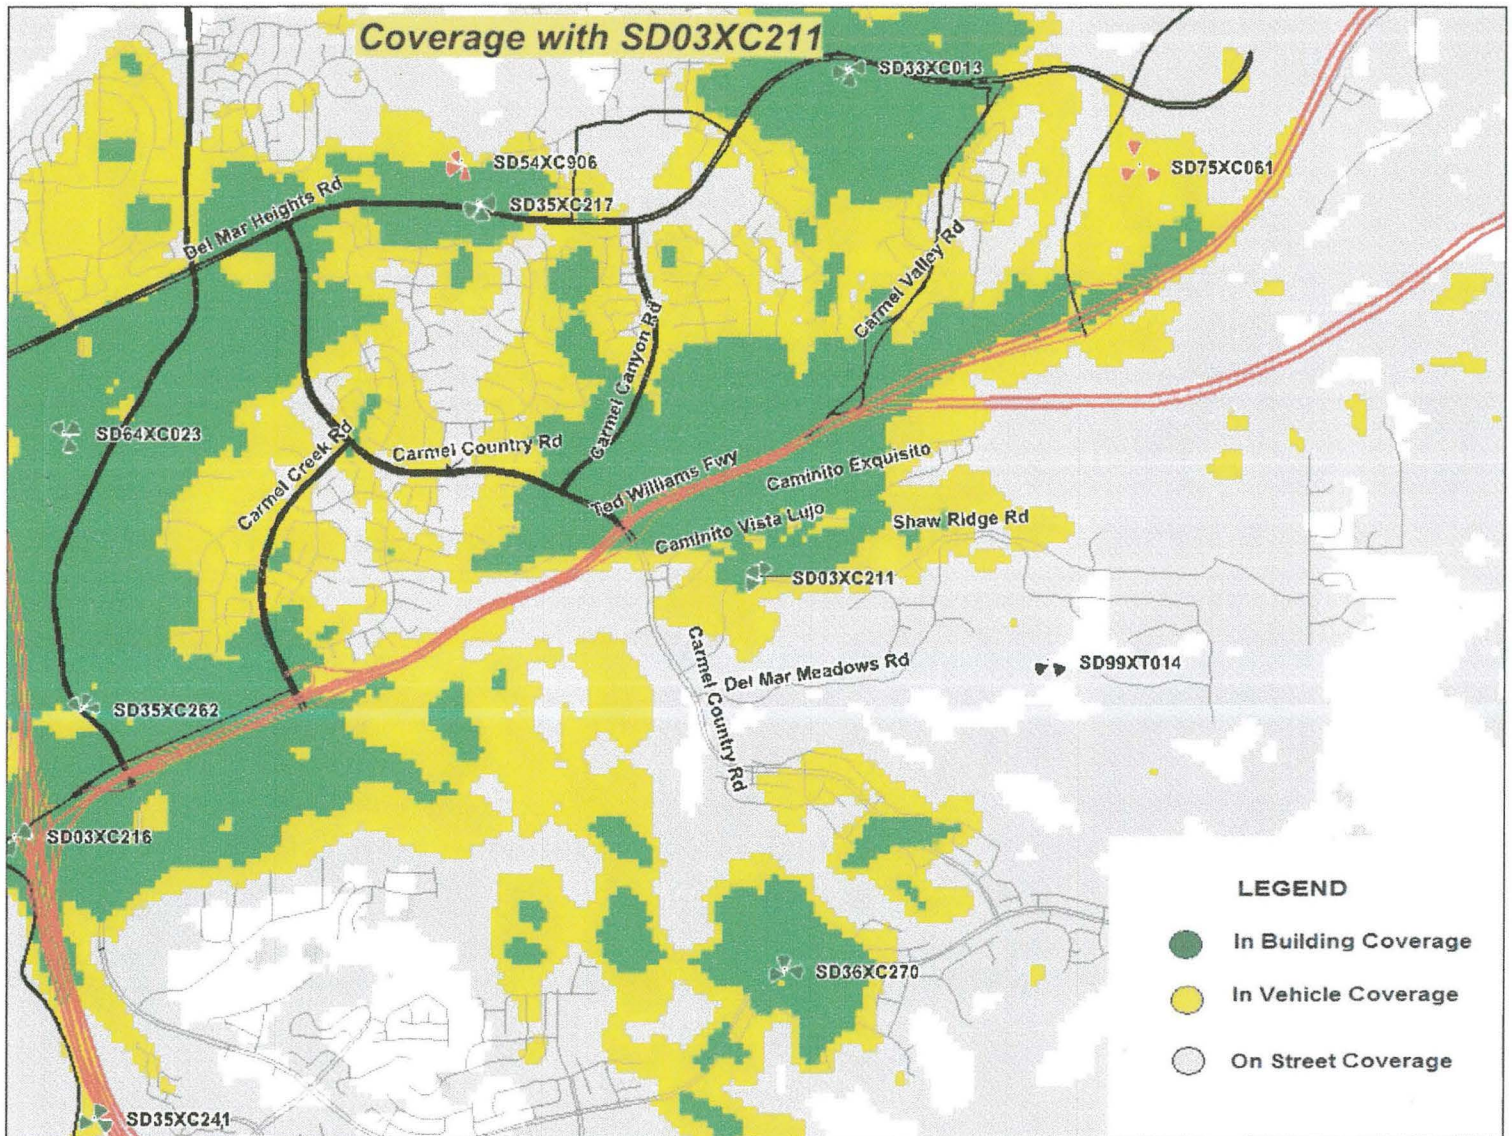 Coverage with SD03XC211
SD33XC013
SD54XC906
SD75XC061
SD35XC217
Del Mar Heights Rd
Carmel Valley Rd
Carmel Canyon Rd
SD64XC023
Carmel Creek Rd
Carmel Country Rd
Ted Williams Fwy
Caminito Exquisito
Caminito Vista Lujo
Shaw Ridge Rd
SD03XC211
Carmel Country Rd
Del Mar Meadows Rd
SD99XT014
SD35XC262
SD03XC216
SD36XC270
SD35XC241
LEGEND
In Building Coverage
In Vehicle Coverage
On Street Coverage